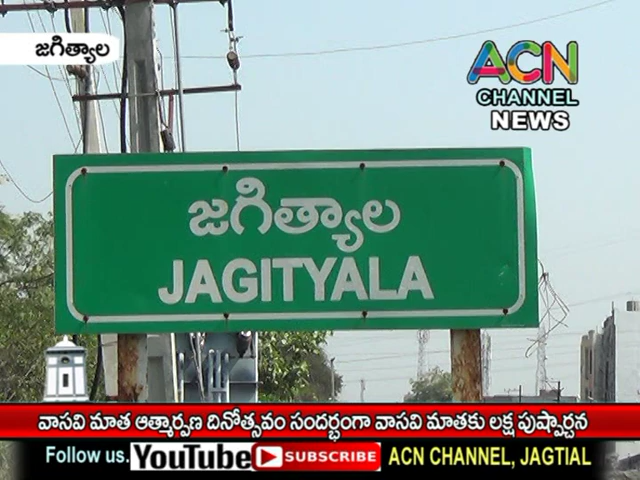 జగిత్యాల
ACN
CHANNEL
NEWS
జగిత్యాల
JAGITYALA
వాసవి మాత ఆత్మార్పణ దినోత్సవం సందర్భంగా వాసవి మాతకు లక్ష పుష్పార్చన
Follow us. YouTube SUBSCRIBE ACN CHANNEL, JAGTIAL